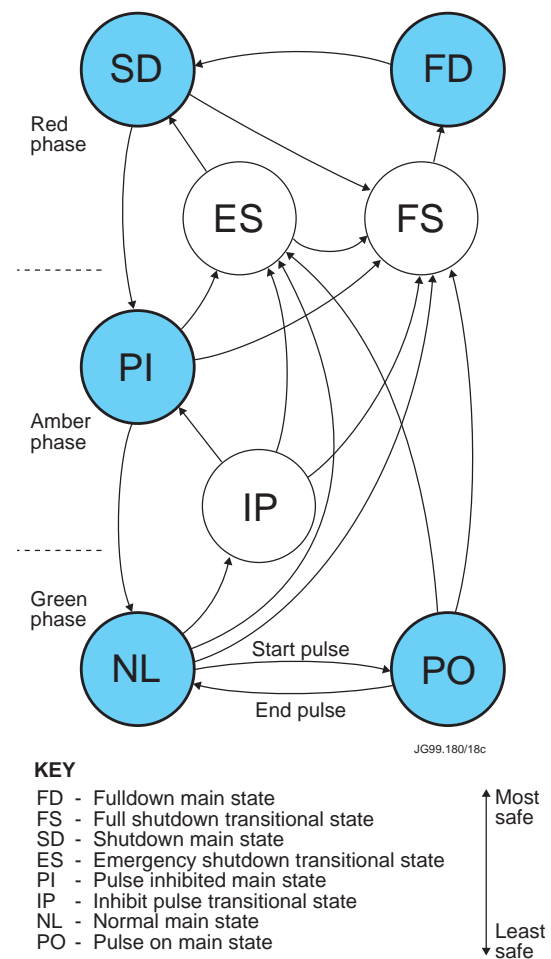 SD
FD
Red
phase
ES
FS
PI
Amber
phase
IP
Green
phase
NL
Start pulse
PO
End pulse
JG99.180/18c
KEY
FD - Fulldown main state
FS - Full shutdown transitional state
SD - Shutdown main state
ES - Emergency shutdown transitional state
PI - Pulse inhibited main state
IP - Inhibit pulse transitional state
NL - Normal main state
PO - Pulse on main state
Most
safe
Least
safe